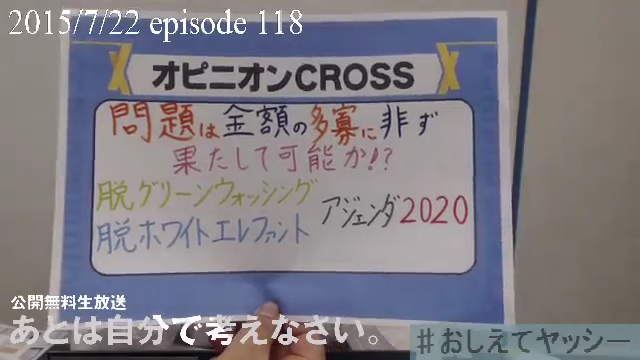 2015/7/22 episode 118
オピニオンCROSS
問題は金額の多寡に非ず
果たして可能か!?
脱グリーンウォッシング
脱ホワイトエレファント
アジェンダ2020
公開無料生放送
あとは自分で考えなさい。
#おしえてヤッシー